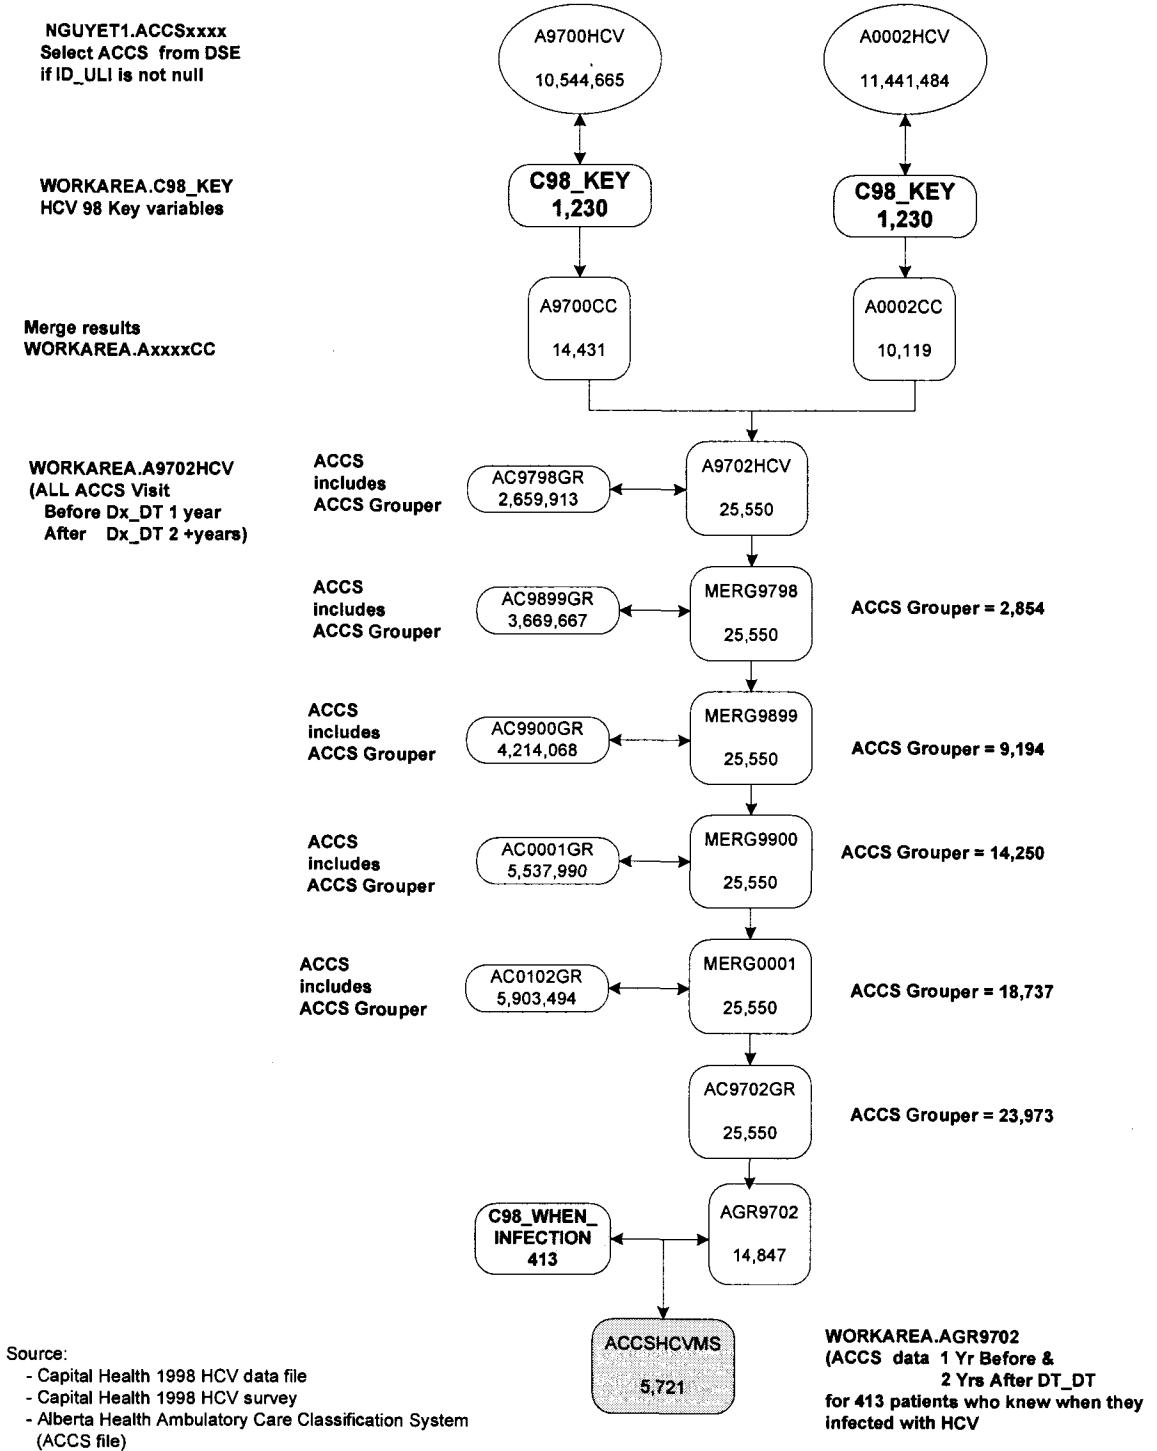 NGUYET1.ACCSxxxx
Select ACCS from DSE
if ID_ULI is not null
A9700HCV
10,544,665
A0002HCV
11,441,484
WORKAREA.C98_KEY
HCV 98 Key variables
C98_KEY
1,230
C98_KEY
1,230
Merge results
WORKAREA.AxxxxCC
A9700CC
14,431
A0002CC
10,119
WORKAREA.A9702HCV
(ALL ACCS Visit
Before Dx_DT 1 year
After Dx_DT 2 +years)
ACCS
includes
ACCS Grouper
AC9798GR
2,659,913
A9702HCV
25,550
ACCS
includes
ACCS Grouper
AC9899GR
3,669,667
MERG9798
25,550
ACCS Grouper = 2,854
ACCS
includes
ACCS Grouper
AC9900GR
4,214,068
MERG9899
25,550
ACCS Grouper = 9,194
ACCS
includes
ACCS Grouper
AC0001GR
5,537,990
MERG9900
25,550
ACCS Grouper = 14,250
ACCS
includes
ACCS Grouper
AC0102GR
5,903,494
MERG0001
25,550
ACCS Grouper = 18,737
AC9702GR
25,550
ACCS Grouper = 23,973
C98_WHEN_
INFECTION
413
AGR9702
14,847
ACCSHCVMS
5,721
WORKAREA.AGR9702
(ACCS data 1 Yr Before &
2 Yrs After DT_DT
for 413 patients who knew when they
infected with HCV
Source:
- Capital Health 1998 HCV data file
- Capital Health 1998 HCV survey
- Alberta Health Ambulatory Care Classification System
(ACCS file)